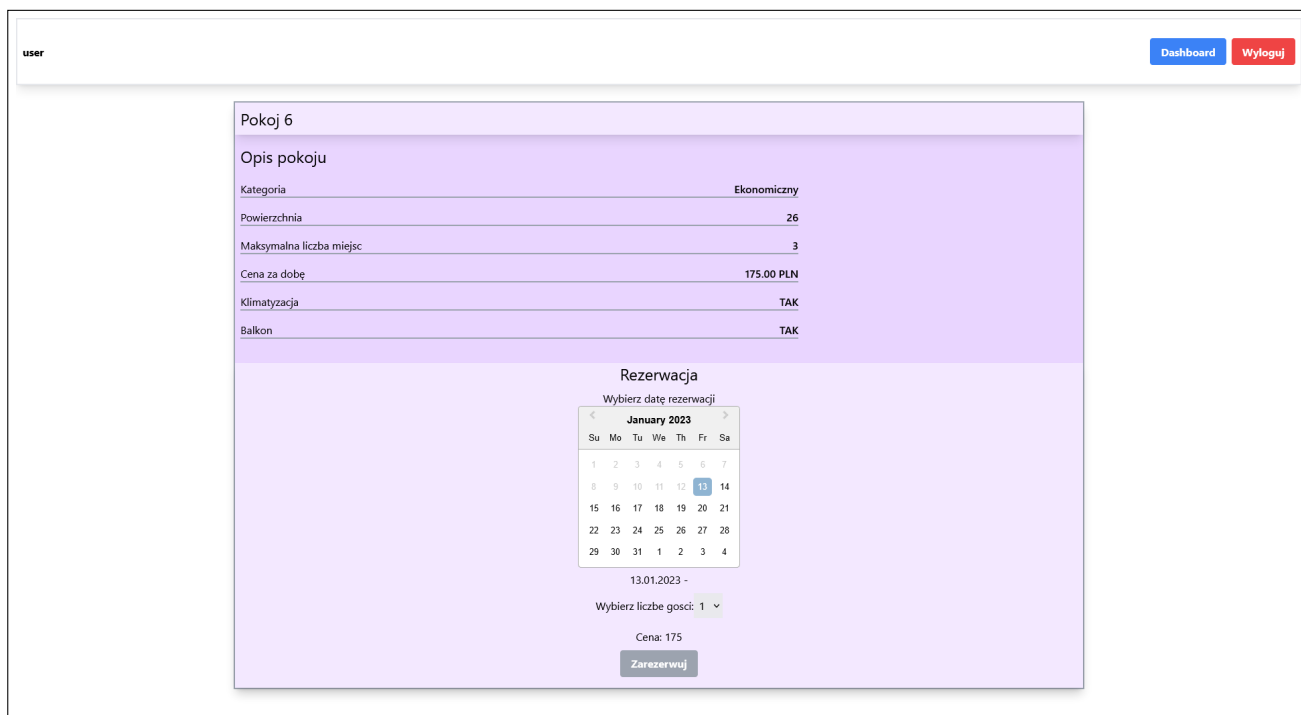 user
Dashboard
Wyloguj
Pokoj 6
Opis pokoju
Kategoria Ekonomiczny
Powierzchnia 26
Maksymalna liczba miejsc 3
Cena za dobę 175.00 PLN
Klimatyzacja TAK
Balkon TAK
Rezerwacja
Wybierz datę rezerwacji
January 2023
Su Mo Tu We Th Fr Sa
1 2 3 4 5 6 7
8 9 10 11 12 13 14
15 16 17 18 19 20 21
22 23 24 25 26 27 28
29 30 31 1 2 3 4
13.01.2023 -
Wybierz liczbe gosci: 1
Cena: 175
Zarezerwuj